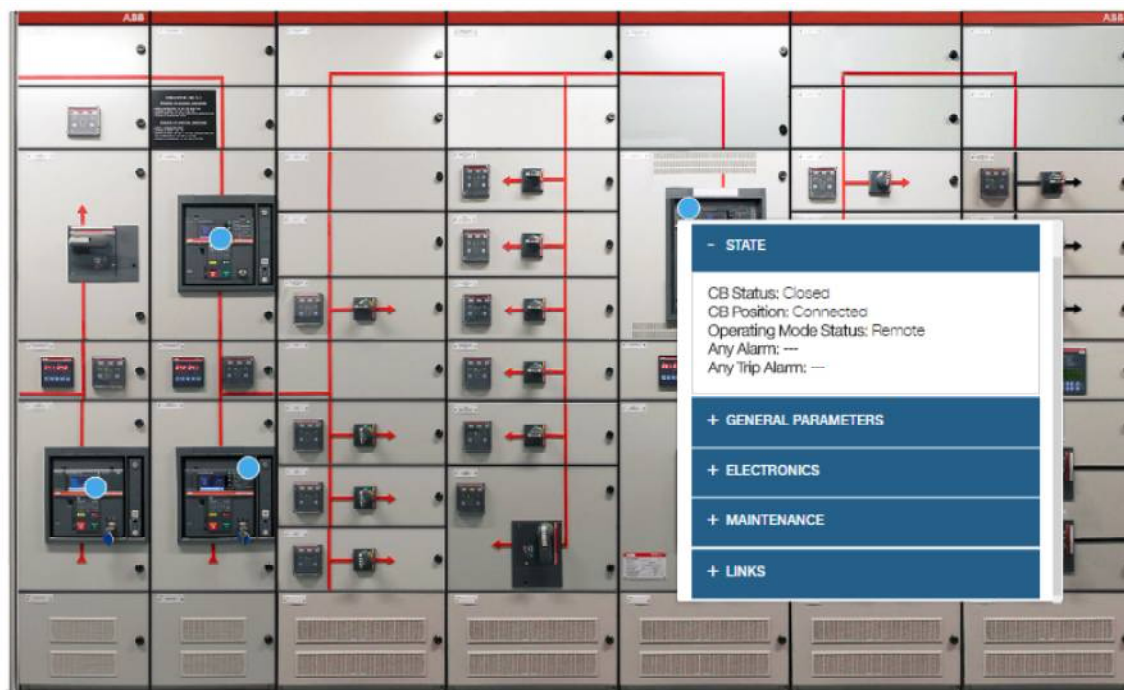 ABB
ABB
- STATE
CB Status: Closed
CB Position: Connected
Operating Mode Status: Remote
Any Alarm: ---
Any Trip Alarm: ---
+ GENERAL PARAMETERS
+ ELECTRONICS
+ MAINTENANCE
+ LINKS